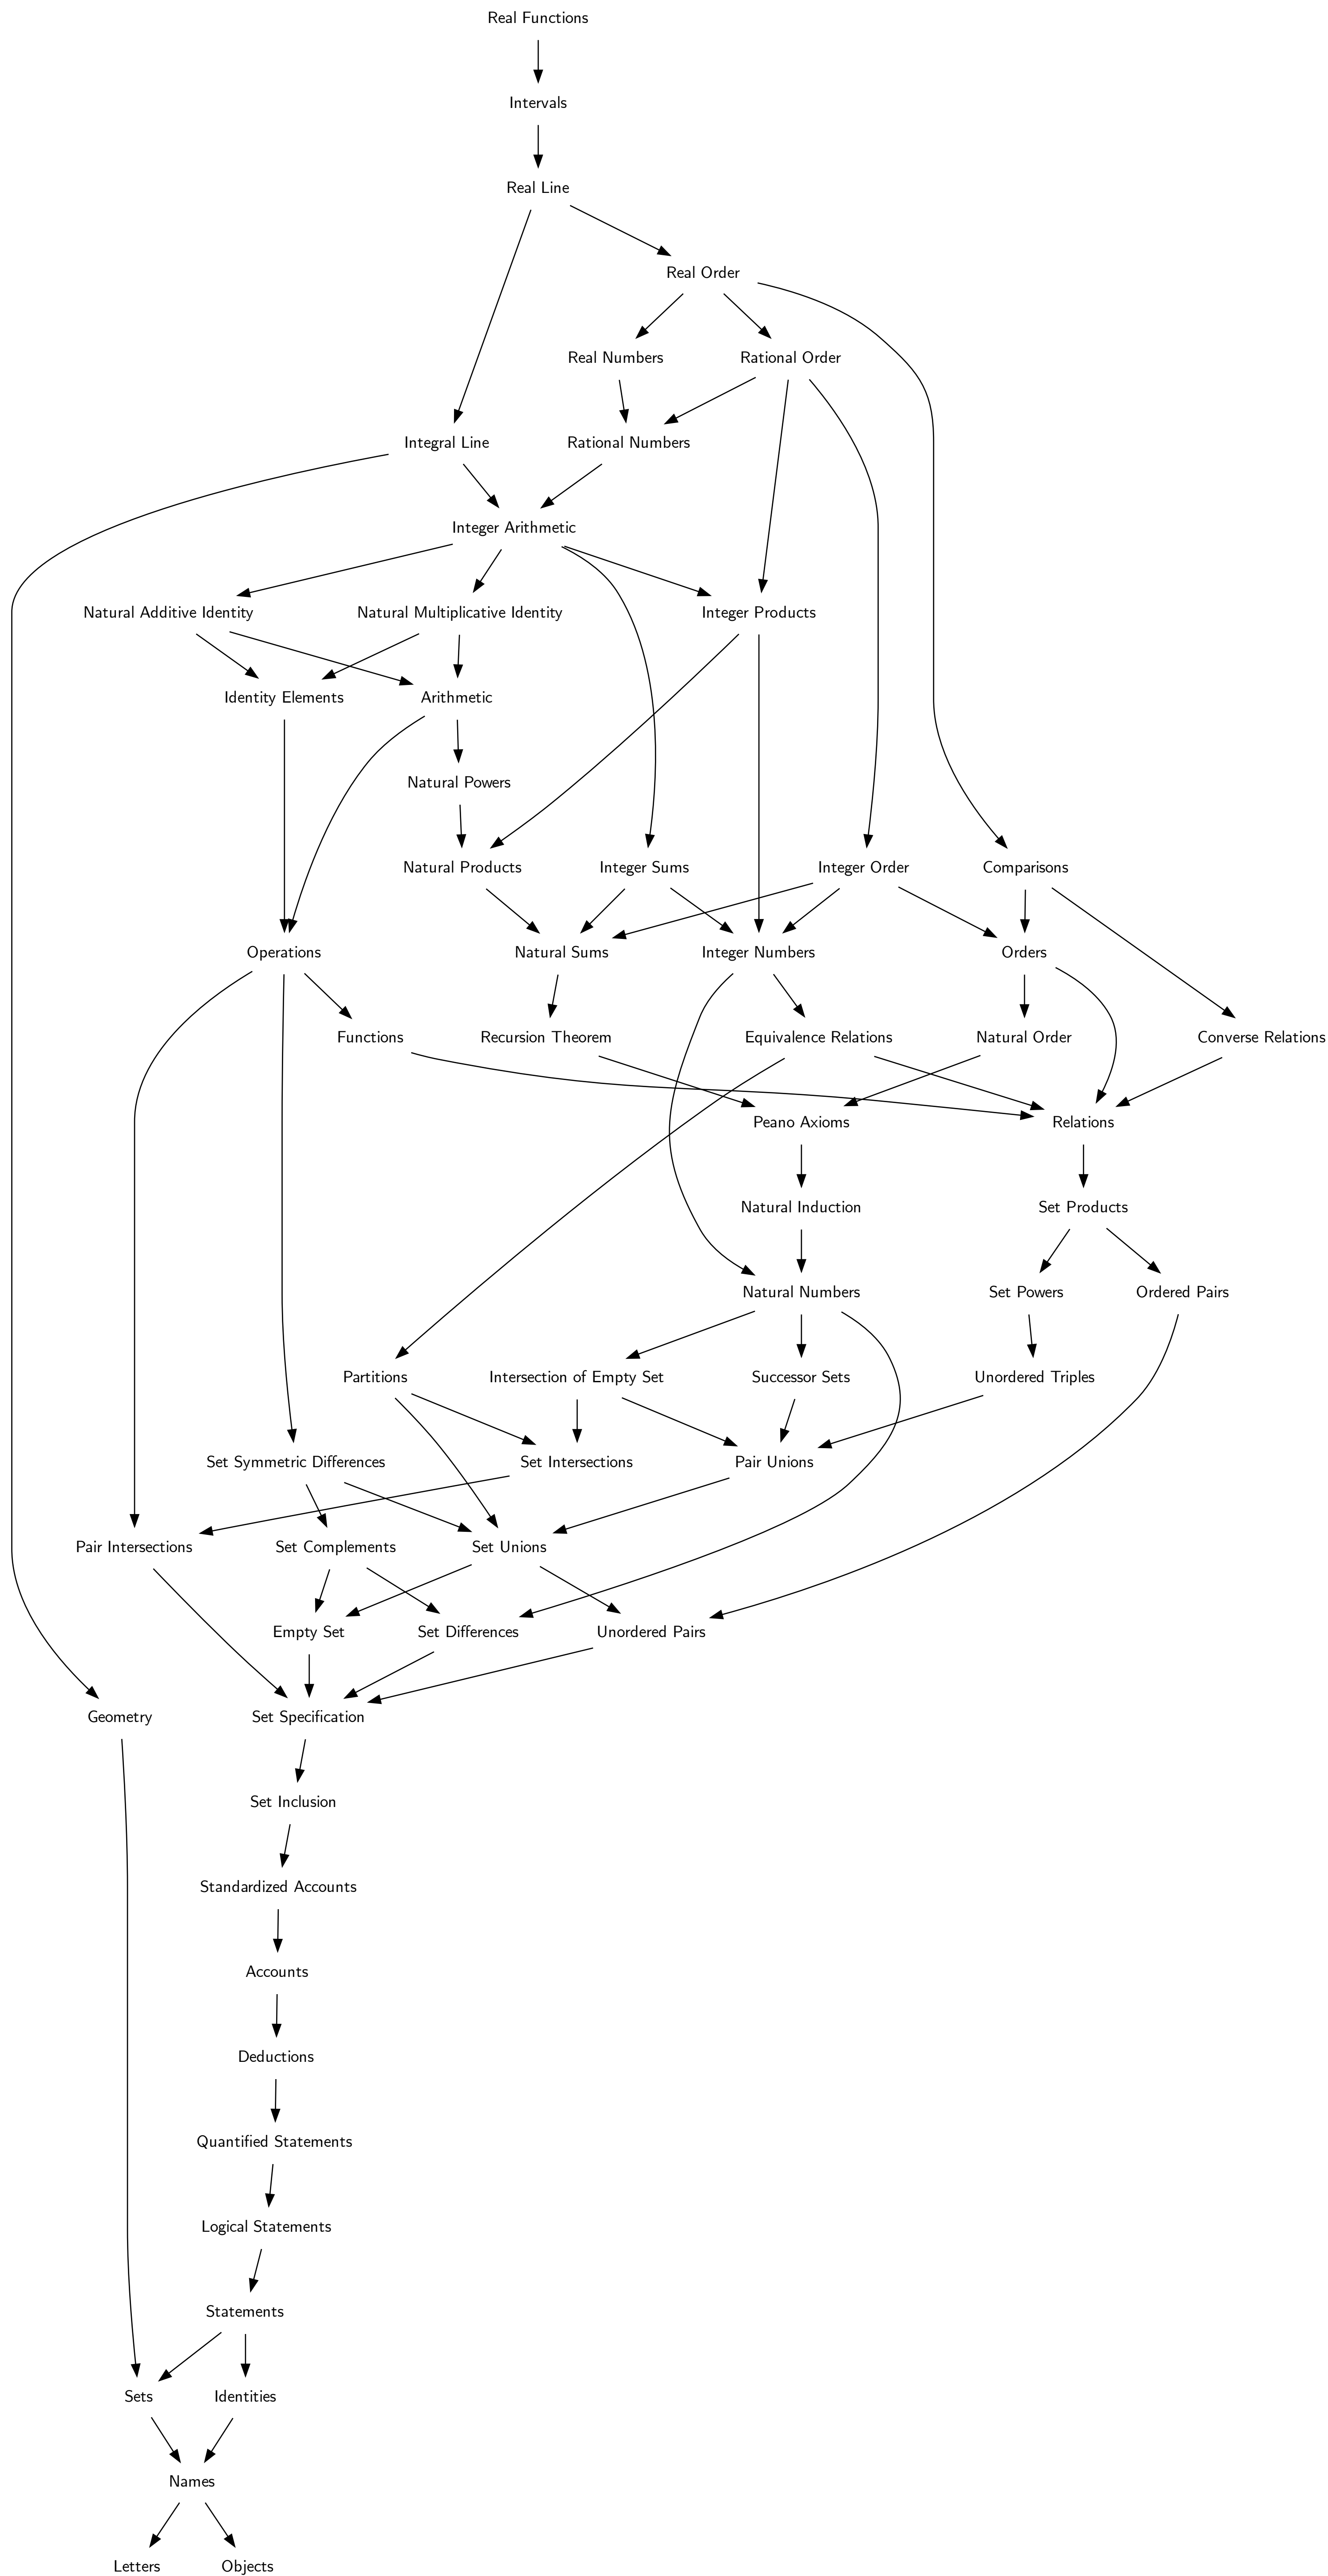 Real Functions
Intervals
Real Line
Real Order
Real Numbers
Rational Order
Integral Line
Rational Numbers
Integer Arithmetic
Natural Additive Identity
Natural Multiplicative Identity
Integer Products
Identity Elements
Arithmetic
Natural Powers
Natural Products
Integer Sums
Integer Order
Comparisons
Operations
Natural Sums
Integer Numbers
Orders
Functions
Recursion Theorem
Equivalence Relations
Natural Order
Converse Relations
Peano Axioms
Relations
Natural Induction
Set Products
Natural Numbers
Set Powers
Ordered Pairs
Partitions
Intersection of Empty Set
Successor Sets
Unordered Triples
Set Symmetric Differences
Set Intersections
Pair Unions
Pair Intersections
Set Complements
Set Unions
Empty Set
Set Differences
Unordered Pairs
Geometry
Set Specification
Set Inclusion
Standardized Accounts
Accounts
Deductions
Quantified Statements
Logical Statements
Statements
Sets
Identities
Names
Letters
Objects